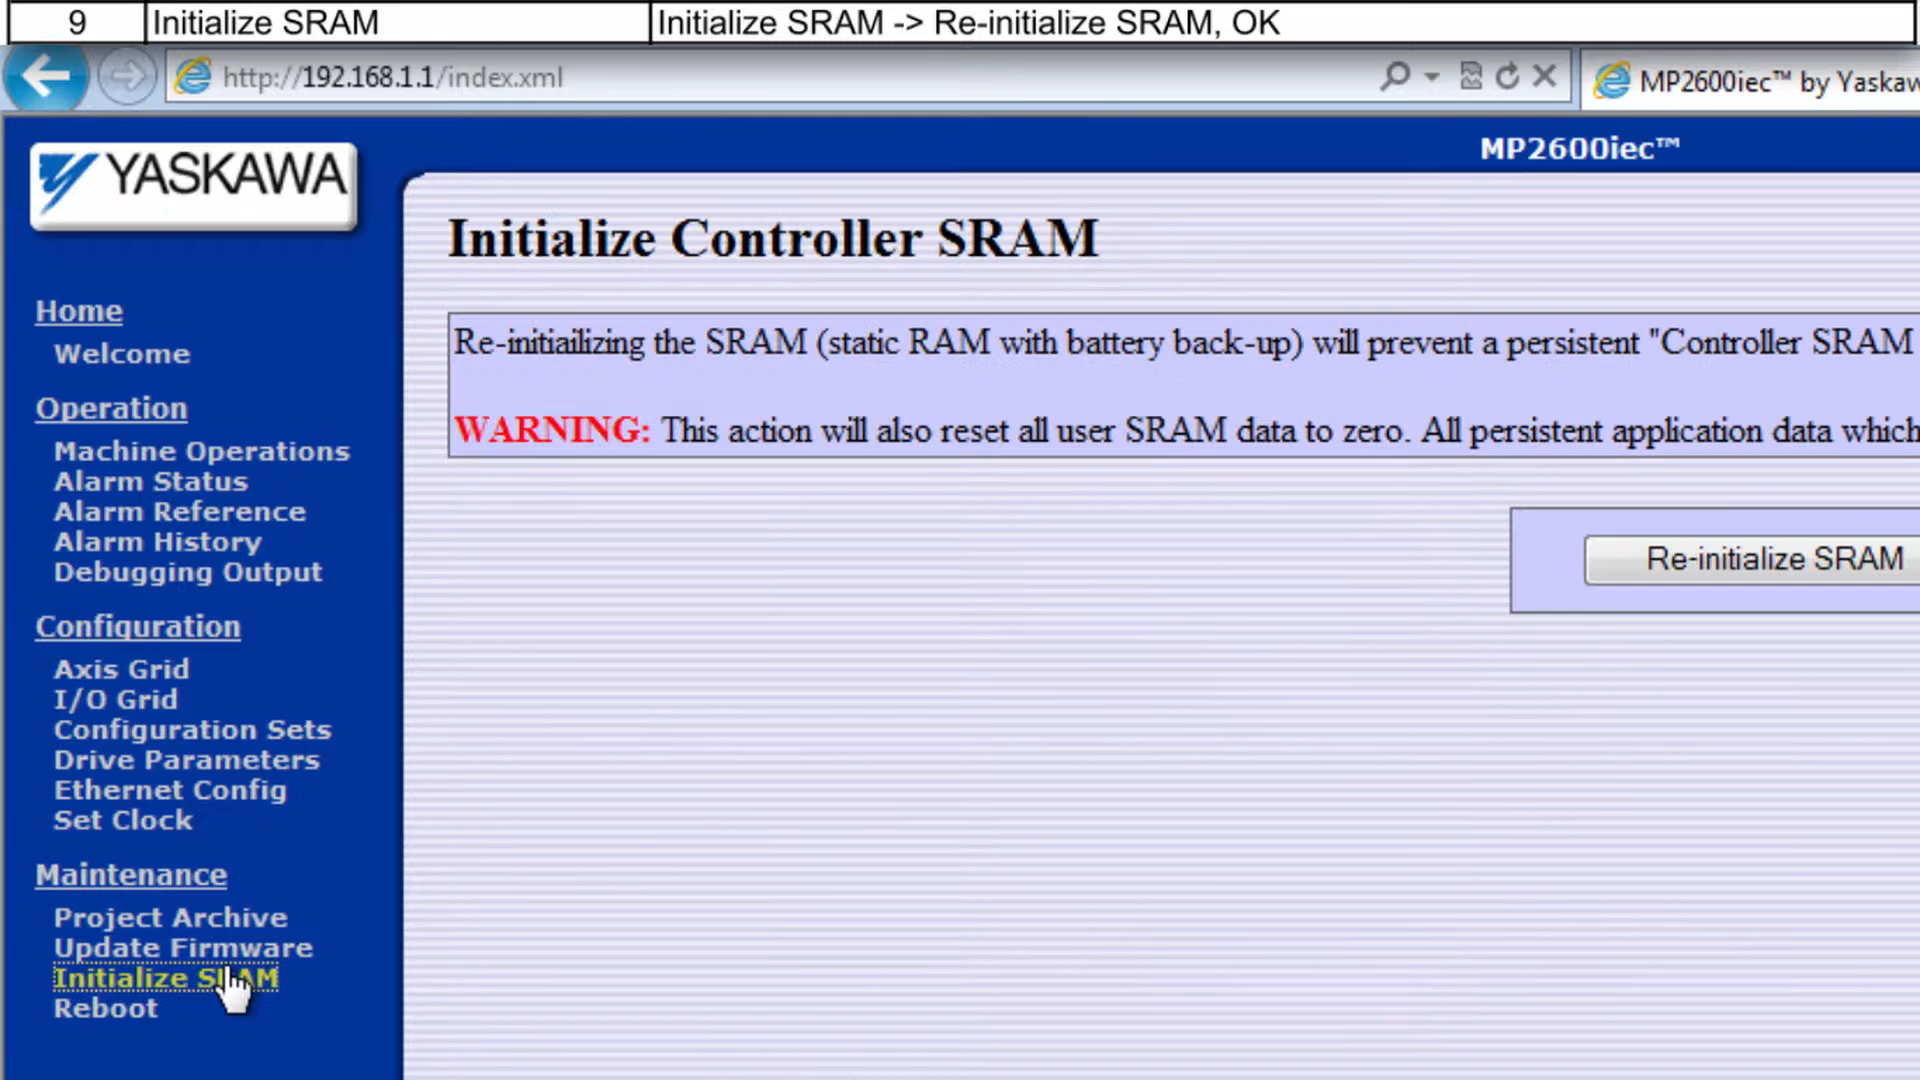 9 Initialize SRAM Initialize SRAM -> Re-initialize SRAM, OK
http://192.168.1.1/index.xml
MP2600iec™ by Yaskaw
YASKAWA
MP2600iec™
Initialize Controller SRAM
Re-initiailizing the SRAM (static RAM with battery back-up) will prevent a persistent "Controller SRAM
WARNING: This action will also reset all user SRAM data to zero. All persistent application data which
Re-initialize SRAM
Home
Welcome
Operation
Machine Operations
Alarm Status
Alarm Reference
Alarm History
Debugging Output
Configuration
Axis Grid
I/O Grid
Configuration Sets
Drive Parameters
Ethernet Config
Set Clock
Maintenance
Project Archive
Update Firmware
Initialize SRAM
Reboot